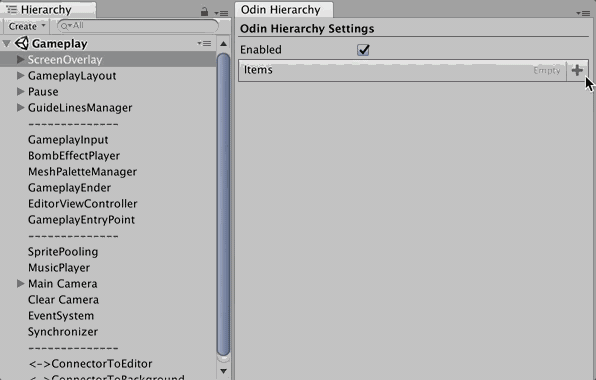 Hierarchy
Create
All
Gameplay
ScreenOverlay
GameplayLayout
Pause
GuideLinesManager
--------------
GameplayInput
BombEffectPlayer
MeshPaletteManager
GameplayEnder
EditorViewController
GameplayEntryPoint
--------------
SpritePooling
MusicPlayer
Main Camera
Clear Camera
EventSystem
Synchronizer
--------------
<->ConnectorToEditor
<->ConnectorToBackground
Odin Hierarchy
Odin Hierarchy Settings
Enabled
Items Empty